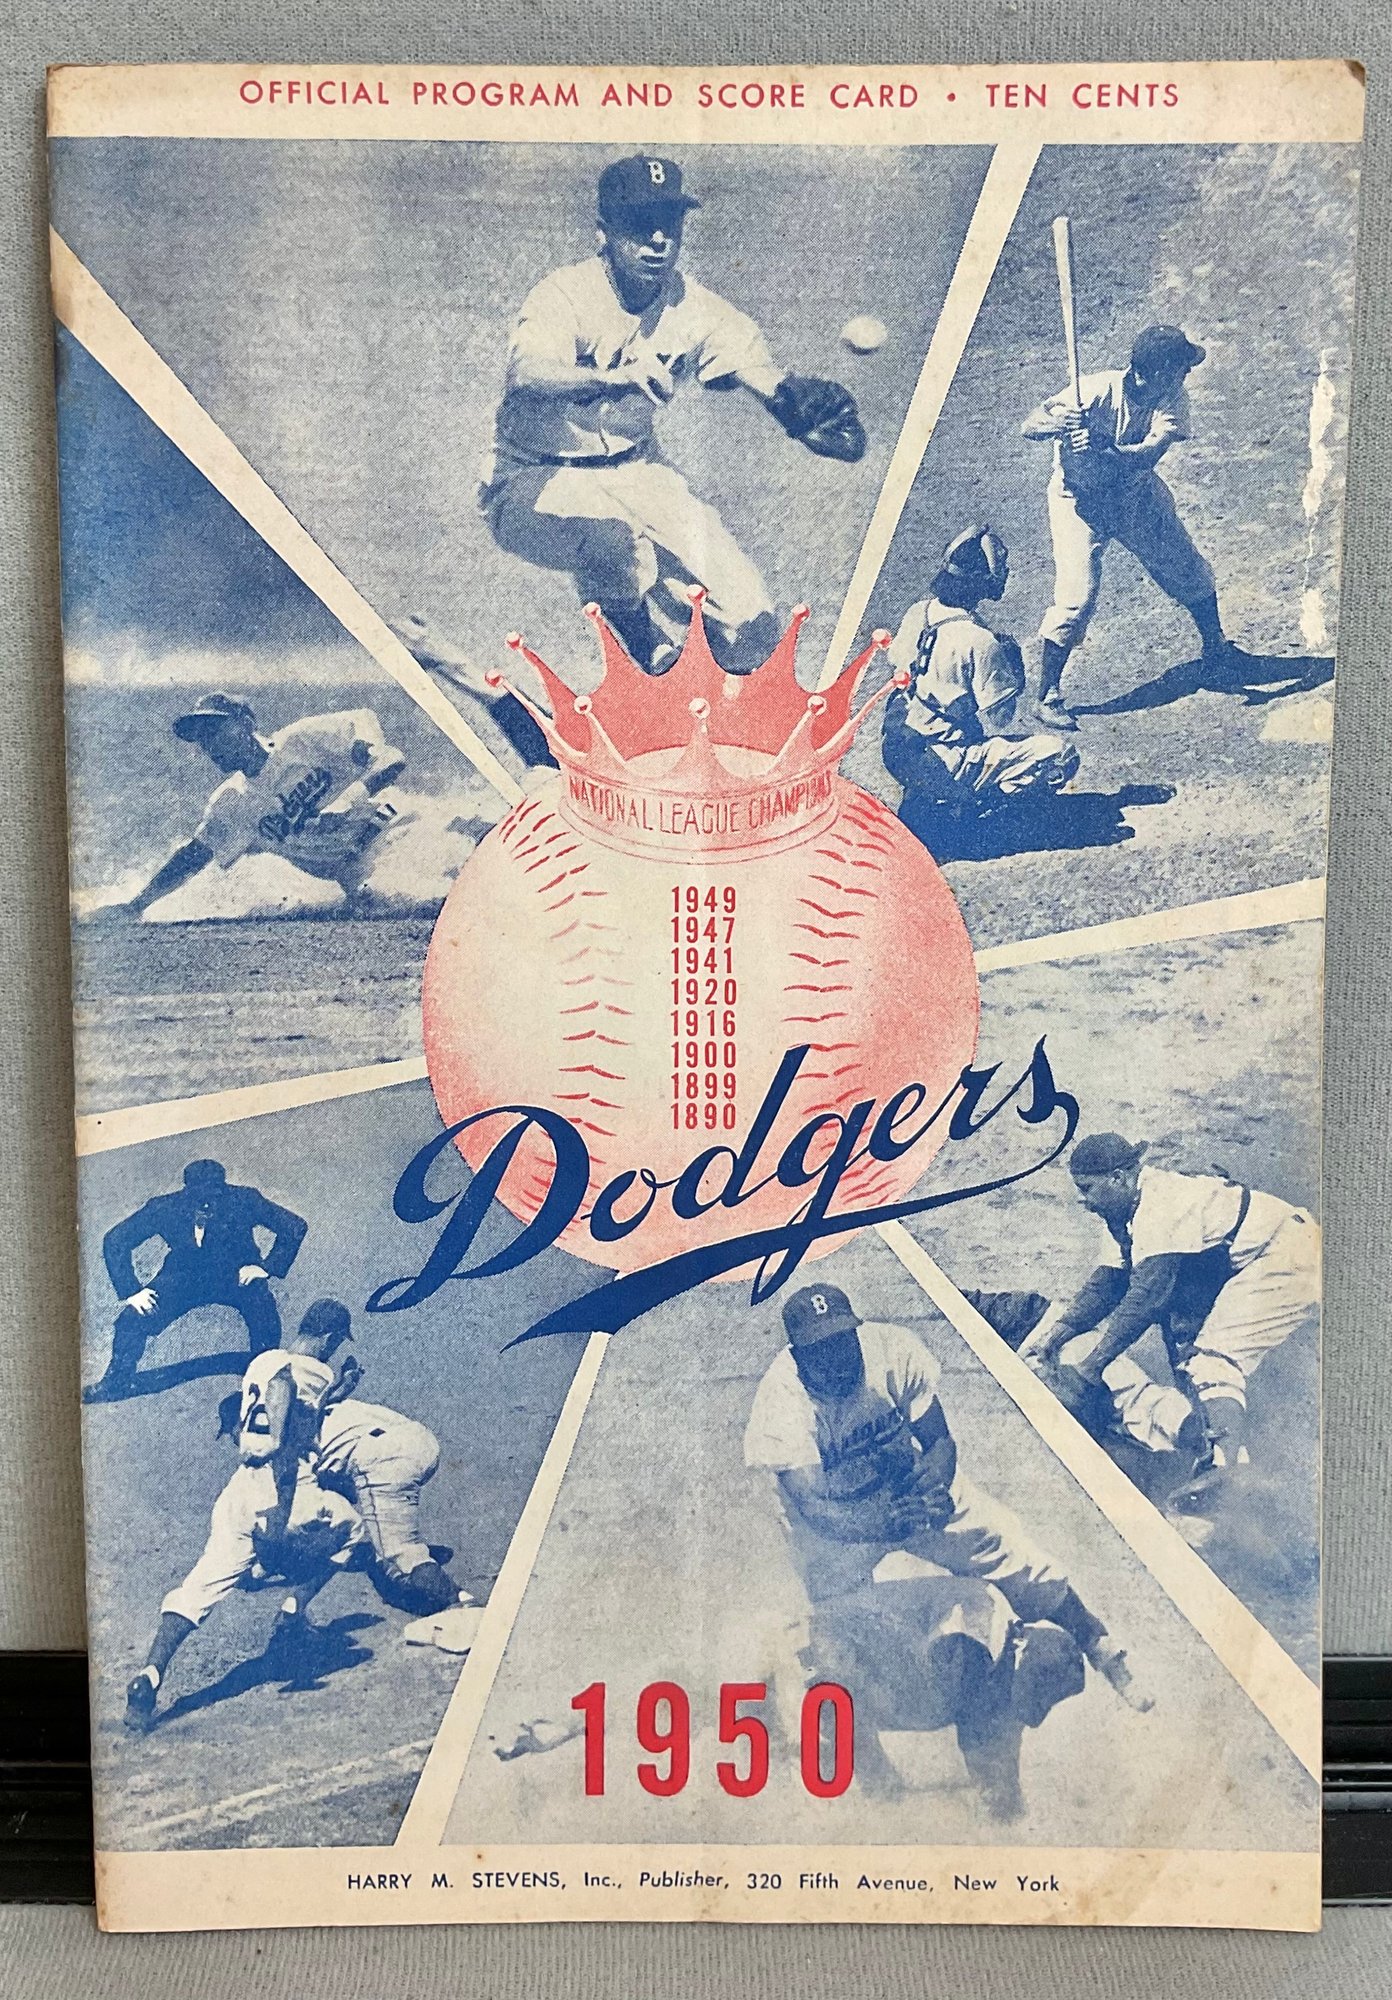 OFFICIAL PROGRAM AND SCORE CARD • TEN CENTS
B
Dodgers
NATIONAL LEAGUE CHAMPIONS
1949
1947
1941
1920
1916
1900
1899
1890
Dodgers
B
1950
HARRY M. STEVENS, Inc., Publisher, 320 Fifth Avenue, New York